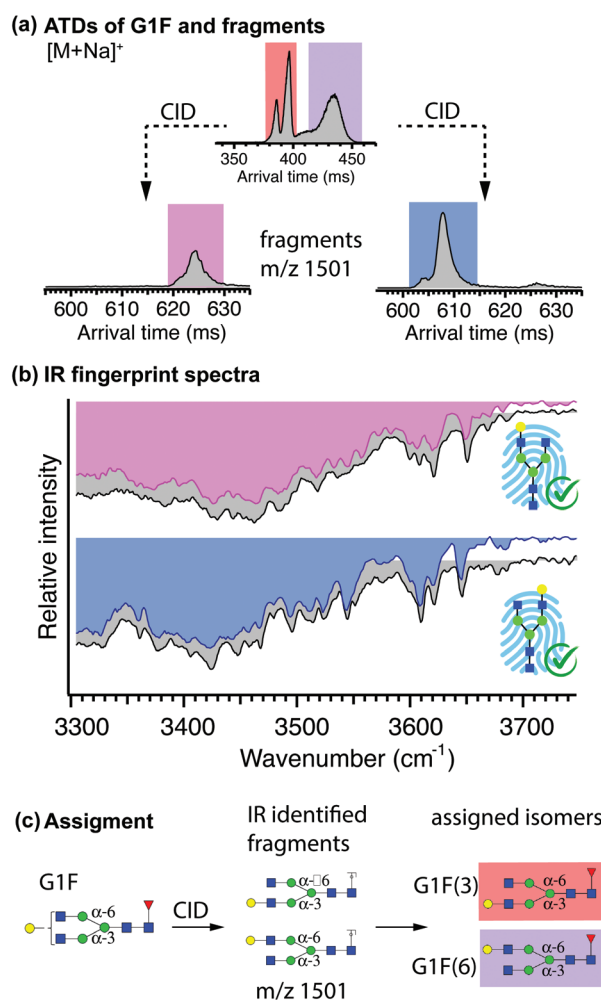 (a) ATDs of G1F and fragments
[M+Na]⁺
CID
CID
350 400 450
Arrival time (ms)
fragments
m/z 1501
600 610 620 630
Arrival time (ms)
600 610 620 630
Arrival time (ms)
(b) IR fingerprint spectra
Relative intensity
3300 3400 3500 3600 3700
Wavenumber (cm⁻¹)
(c) Assigment
IR identified
fragments
assigned isomers
G1F
α-6
α-3
CID
α-□6
α-3
α-6
α-3
m/z 1501
G1F(3)
α-6
α-3
G1F(6)
α-6
α-3